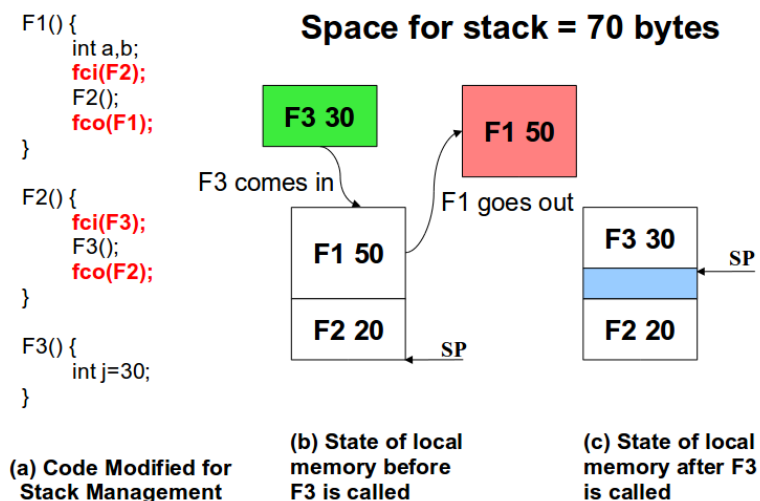 Space for stack = 70 bytes
F1() {
int a,b;
fci(F2);
F2();
fco(F1);
}
F2() {
fci(F3);
F3();
fco(F2);
}
F3() {
int j=30;
}
(a) Code Modified for
Stack Management
F3 30
F1 50
F3 comes in
F1 goes out
F1 50
F2 20
SP
(b) State of local
memory before
F3 is called
F3 30
SP
F2 20
(c) State of local
memory after F3
is called